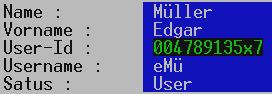 Name : Müller
Vorname : Edgar
User-Id : 004789135x7
Username : eMü
Satus : User